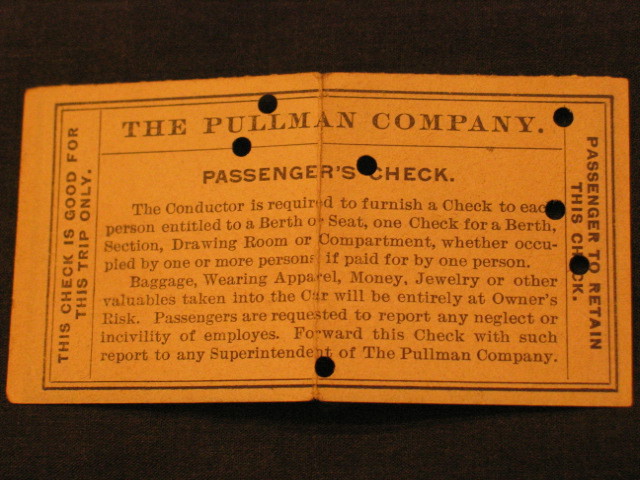 THE PULLMAN COMPANY.
PASSENGER'S CHECK.
The Conductor is required to furnish a Check to each
person entitled to a Berth or Seat, one Check for a Berth,
Section, Drawing Room or Compartment, whether occu-
pied by one or more persons if paid for by one person.
Baggage, Wearing Apparel, Money, Jewelry or other
valuables taken into the Car will be entirely at Owner's
Risk. Passengers are requested to report any neglect or
incivility of employes. Forward this Check with such
report to any Superintendent of The Pullman Company.
THIS CHECK IS GOOD FOR
THIS TRIP ONLY.
PASSENGER TO RETAIN
THIS CHECK.